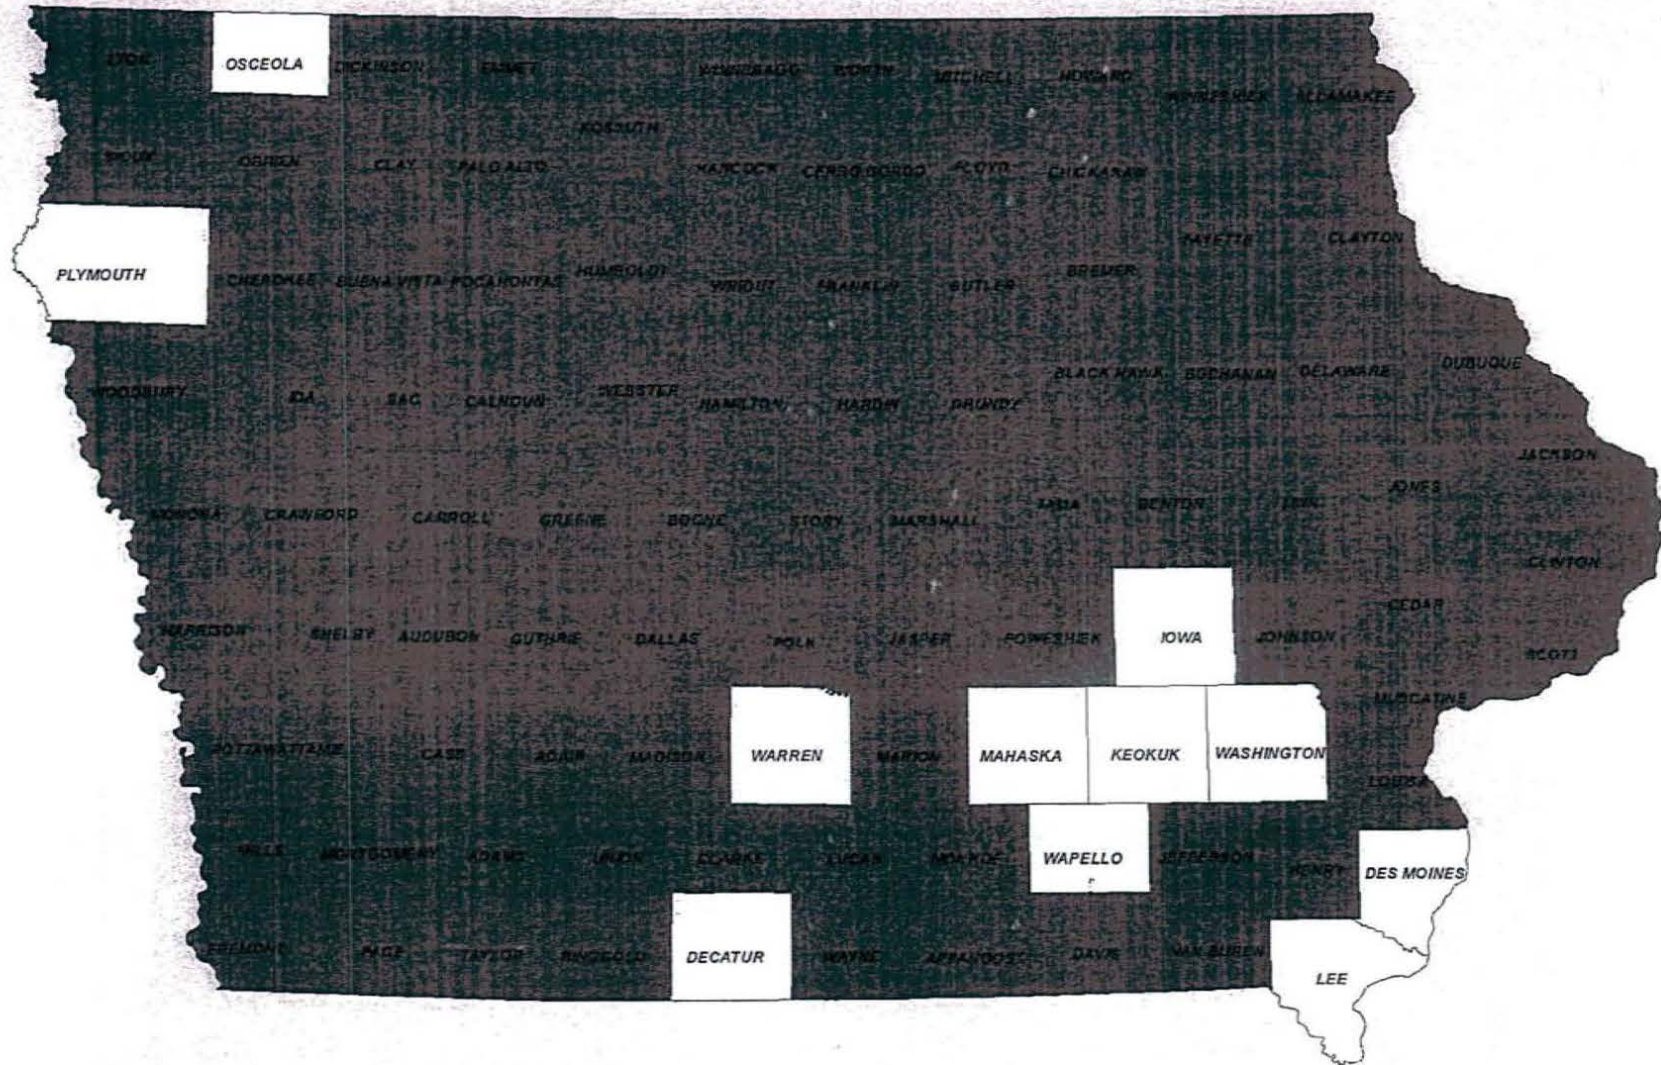 LYON OSCEOLA DICKINSON EMMET WINNEBAGO WORTH MITCHELL HOWARD WINNESHIEK ALLAMAKEE
KOSSUTH
SIOUX OBRIEN CLAY PALO ALTO HANCOCK CERRO GORDO FLOYD CHICKASAW
FAYETTE CLAYTON
PLYMOUTH CHEROKEE BUENA VISTA POCAHONTAS HUMBOLDT WRIGHT FRANKLIN BUTLER BREMER
WOODBURY IDA SAC CALHOUN WEBSTER HAMILTON HARDIN GRUNDY BLACK HAWK BUCHANAN DELAWARE DUBUQUE
JACKSON
MONONA CRAWFORD CARROLL GREENE BOONE STORY MARSHALL TAMA BENTON LINN JONES
CLINTON
CEDAR
HARRISON SHELBY AUDUBON GUTHRIE DALLAS POLK JASPER POWESHIEK IOWA JOHNSON SCOTT
MUSCATINE
POTTAWATTAMIE CASS ADAIR MADISON WARREN MARION MAHASKA KEOKUK WASHINGTON
LOUISA
MILLS MONTGOMERY ADAMS UNION CLARKE LUCAS MONROE WAPELLO JEFFERSON HENRY DES MOINES
FREMONT PAGE TAYLOR RINGGOLD DECATUR WAYNE APPANOOSE DAVIS VAN BUREN LEE